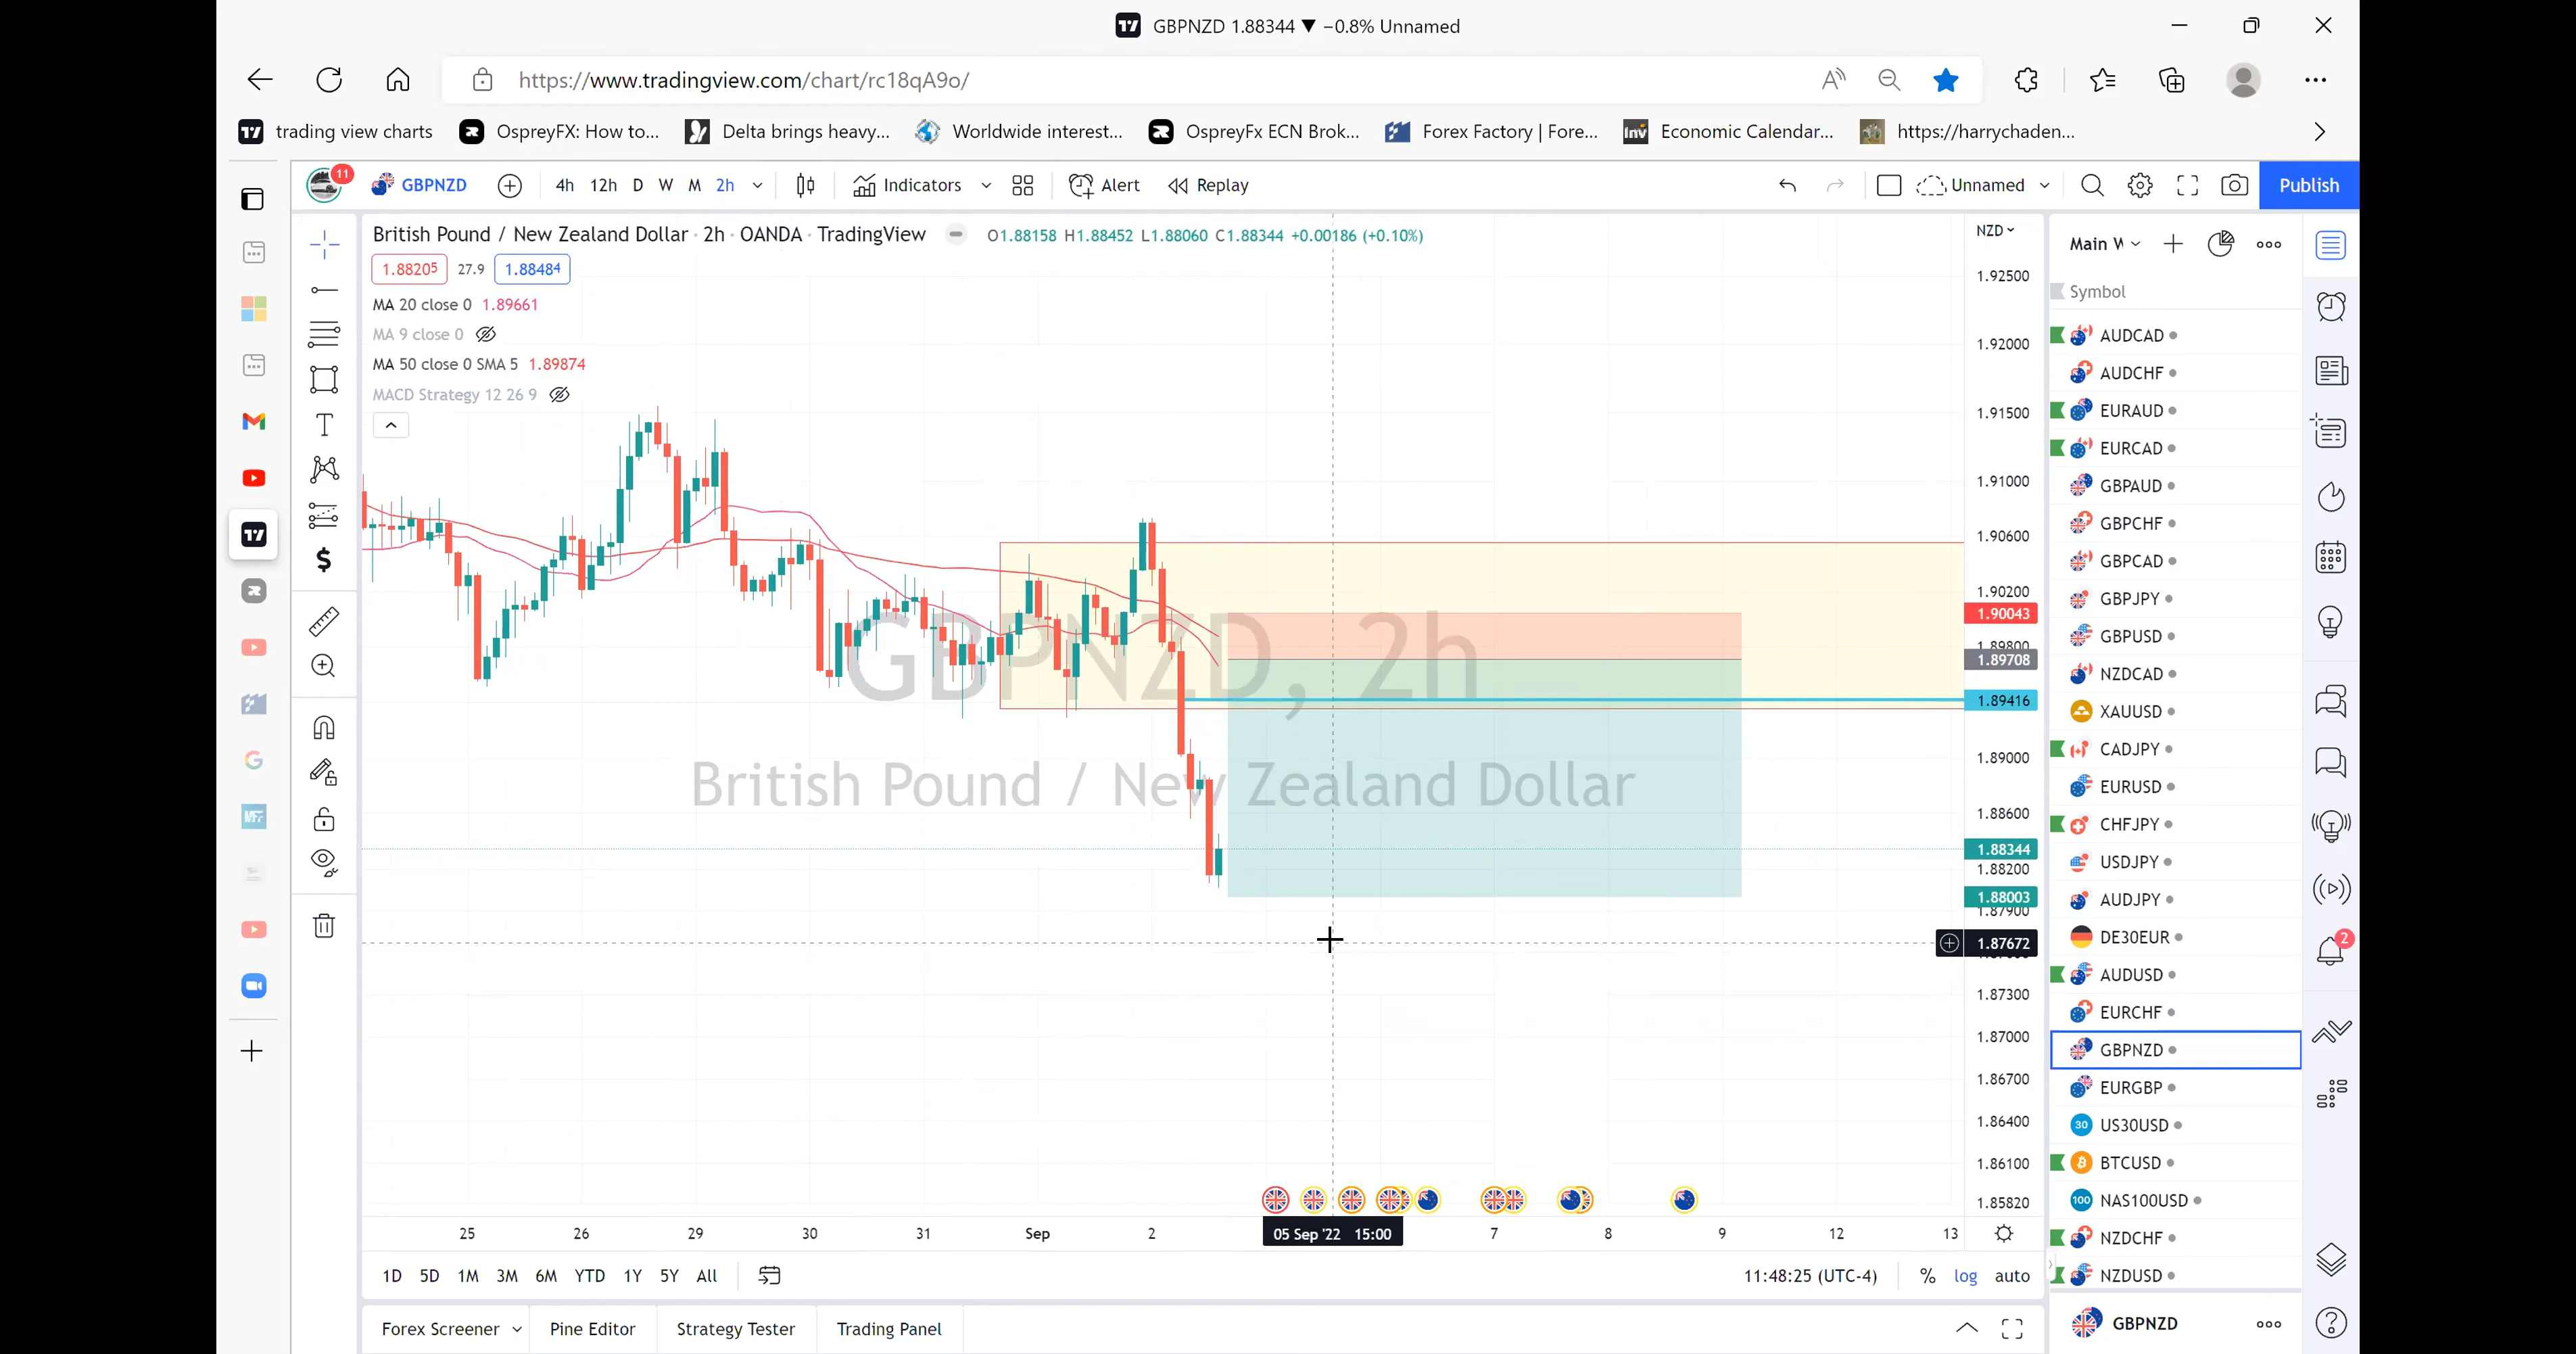 GBPNZD 1.88344 ▼ −0.8% Unnamed
https://www.tradingview.com/chart/rc18qA9o/
trading view charts OspreyFX: How to... Delta brings heavy... Worldwide interest... OspreyFx ECN Brok... Forex Factory | Fore... Economic Calendar... https://harrychaden...
11 GBPNZD 4h 12h D W M 2h Indicators Alert Replay Unnamed Publish
British Pound / New Zealand Dollar · 2h · OANDA · TradingView O1.88158 H1.88452 L1.88060 C1.88344 +0.00186 (+0.10%)
1.88205 27.9 1.88484
MA 20 close 0 1.89661
MA 9 close 0
MA 50 close 0 SMA 5 1.89874
MACD Strategy 12 26 9
GBPNZD, 2h
British Pound / New Zealand Dollar
NZD
1.92500
1.92000
1.91500
1.91000
1.90600
1.90200
1.90043
1.89800
1.89708
1.89416
1.89000
1.88600
1.88344
1.88200
1.88003
1.87900
1.87672
1.87300
1.87000
1.86700
1.86400
1.86100
1.85820
25 26 29 30 31 Sep 2 05 Sep '22 15:00 7 8 9 12 13
1D 5D 1M 3M 6M YTD 1Y 5Y All 11:48:25 (UTC-4) % log auto
Forex Screener Pine Editor Strategy Tester Trading Panel
Main W
Symbol
AUDCAD
AUDCHF
EURAUD
EURCAD
GBPAUD
GBPCHF
GBPCAD
GBPJPY
GBPUSD
NZDCAD
XAUUSD
CADJPY
EURUSD
CHFJPY
USDJPY
AUDJPY
DE30EUR
AUDUSD
EURCHF
GBPNZD
EURGBP
30 US30USD
BTCUSD
100 NAS100USD
NZDCHF
NZDUSD
GBPNZD
2